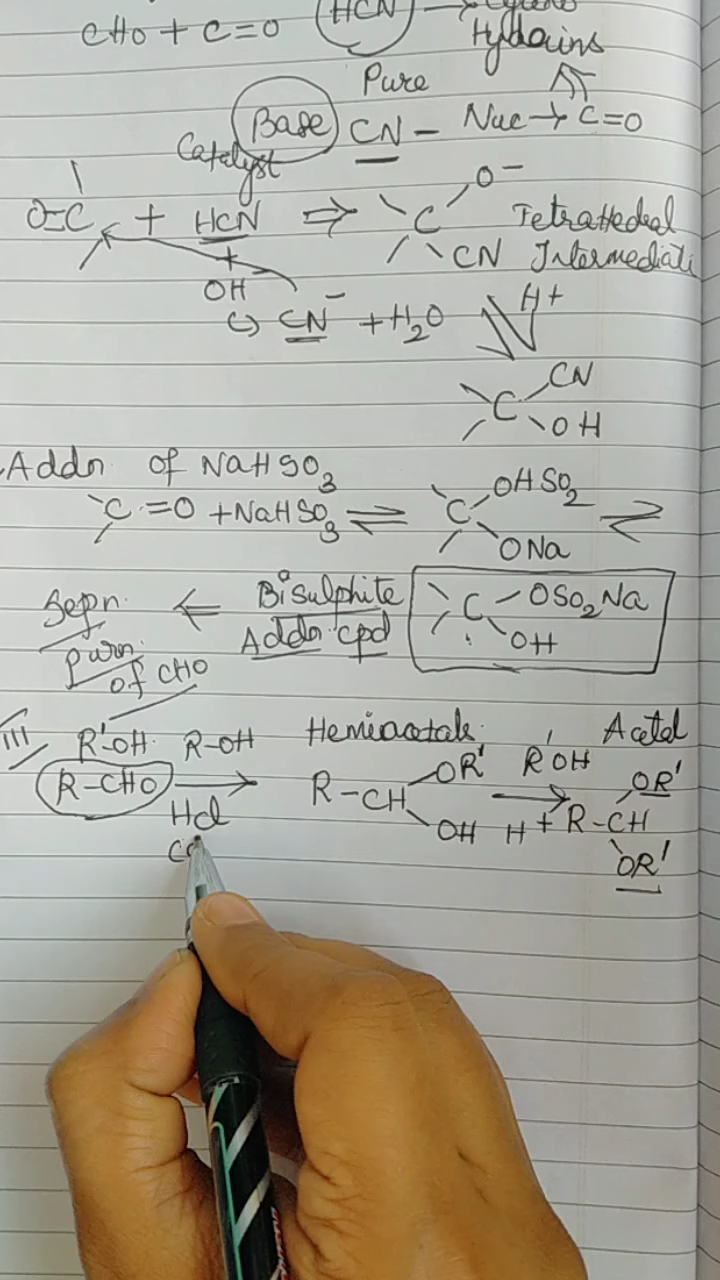 CHO + C=O HCN → Cyano
Hydrins
Pure
Base CN- Nuc → C=O
Catalyst
O=C + HCN ⇒ C O- Tetrahedral
+ CN Intermediate
OH-
↪ CN- + H2O H+
C CN
OH
Addn of NaHSO3
C=O + NaHSO3 ⇌ C OHSO2 ⇌
ONa
Sepn. ⇐ Bisulphite C - OSO2Na
Purn. Addn. cpd OH
of CHO
III R'-OH R-OH Hemiacetals Acetal
R-CHO → R-CH OR' R'OH → R-CH OR'
HCl OH H+ OR'